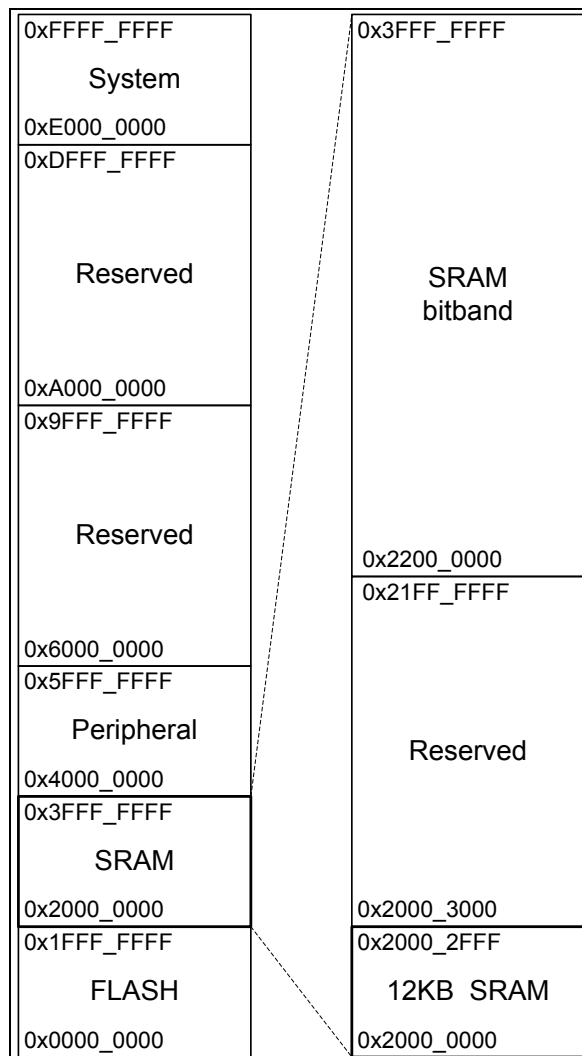 0xFFFF_FFFF
System
0xE000_0000
0xDFFF_FFFF
Reserved
0xA000_0000
0x9FFF_FFFF
Reserved
0x6000_0000
0x5FFF_FFFF
Peripheral
0x4000_0000
0x3FFF_FFFF
SRAM
0x2000_0000
0x1FFF_FFFF
FLASH
0x0000_0000
0x3FFF_FFFF
SRAM
bitband
0x2200_0000
0x21FF_FFFF
Reserved
0x2000_3000
0x2000_2FFF
12KB SRAM
0x2000_0000